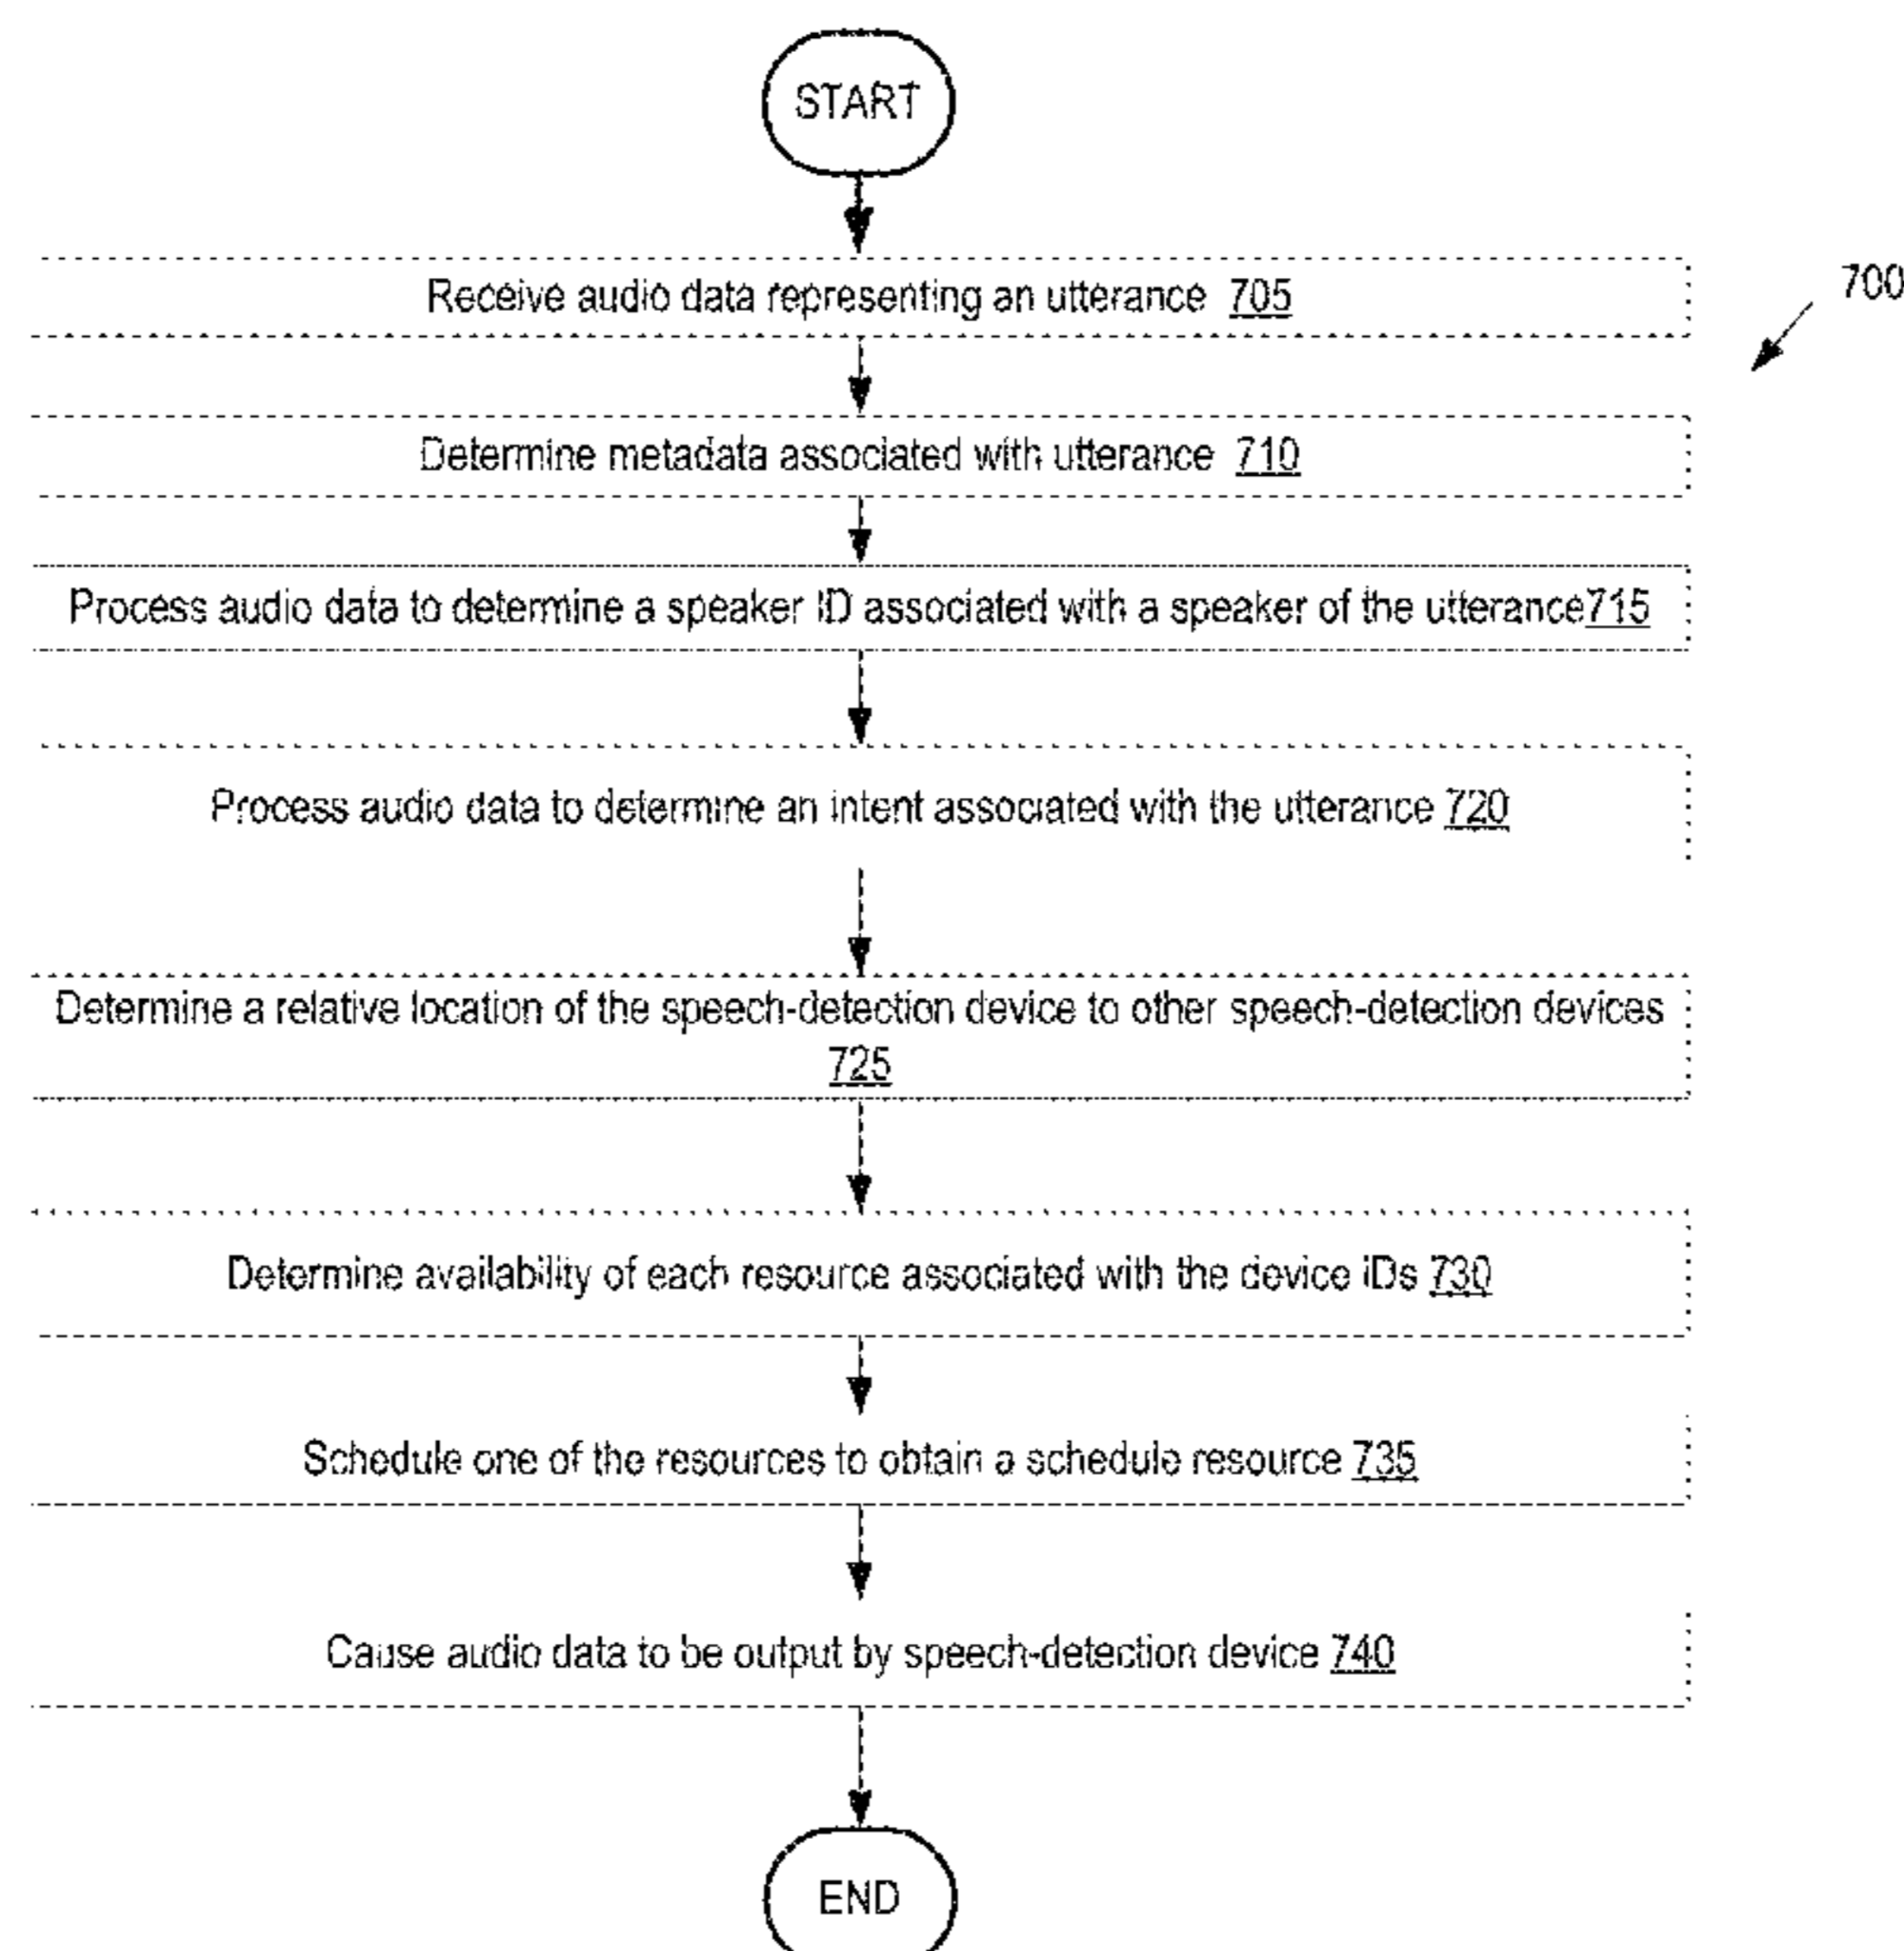 START
Receive audio data representing an utterance 705
700
Determine metadata associated with utterance 710
Process audio data to determine a speaker ID associated with a speaker of the utterance715
Process audio data to determine an intent associated with the utterance 720
Determine a relative location of the speech-detection device to other speech-detection devices
725
Determine availability of each resource associated with the device IDs 730
Schedule one of the resources to obtain a schedule resource 735
Cause audio data to be output by speech-detection device 740
END